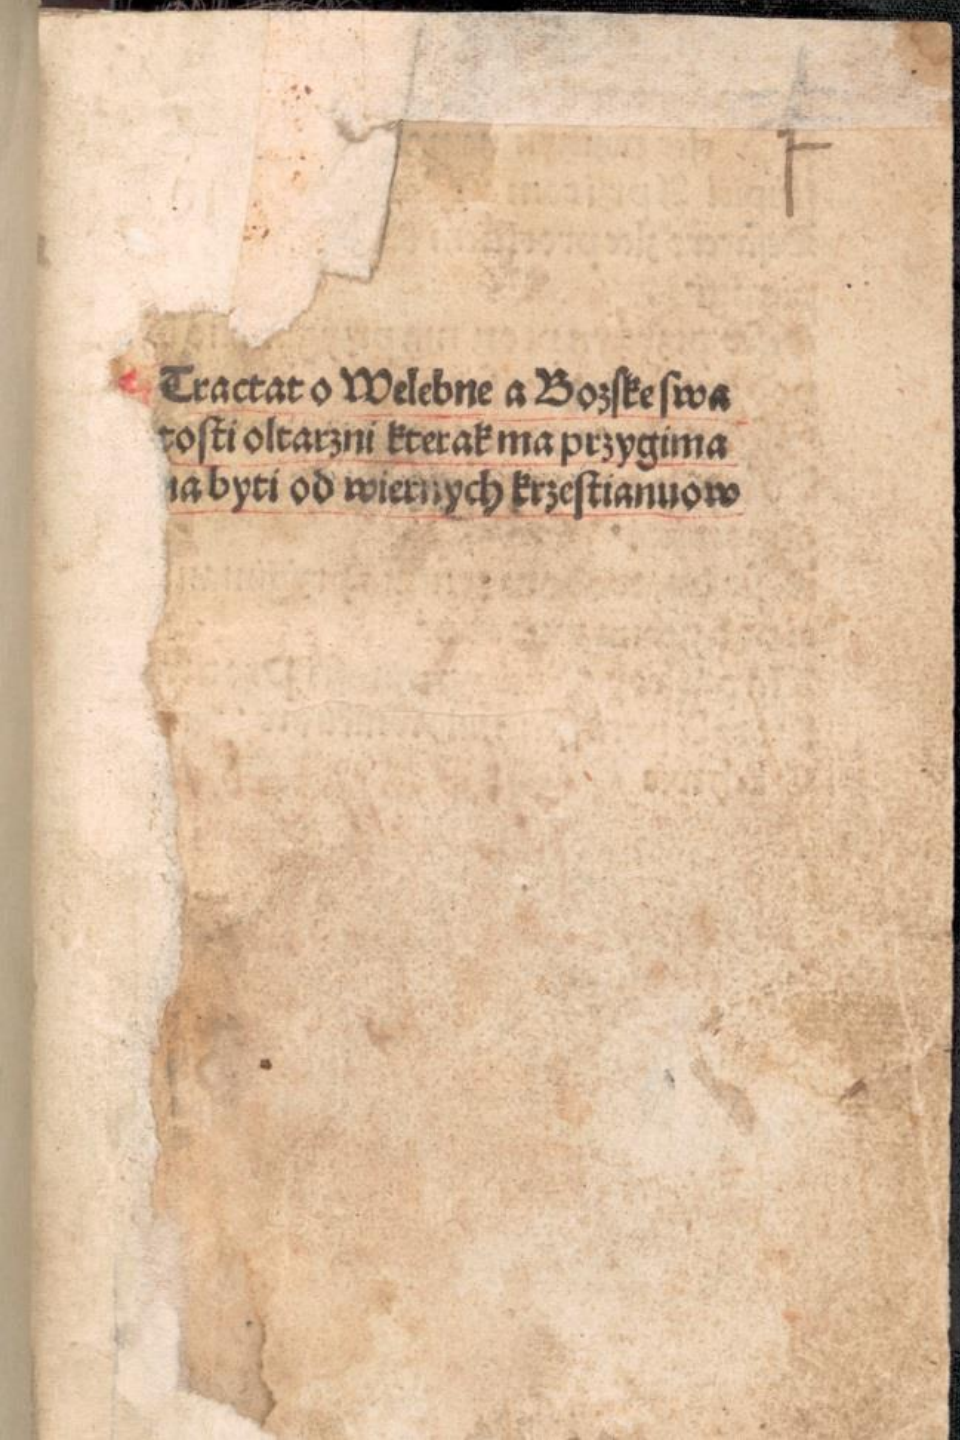 Tractat o Welebne a Bozske swa
tosti oltarzni kterak ma przygima
na byti od wiernych krzestianuow